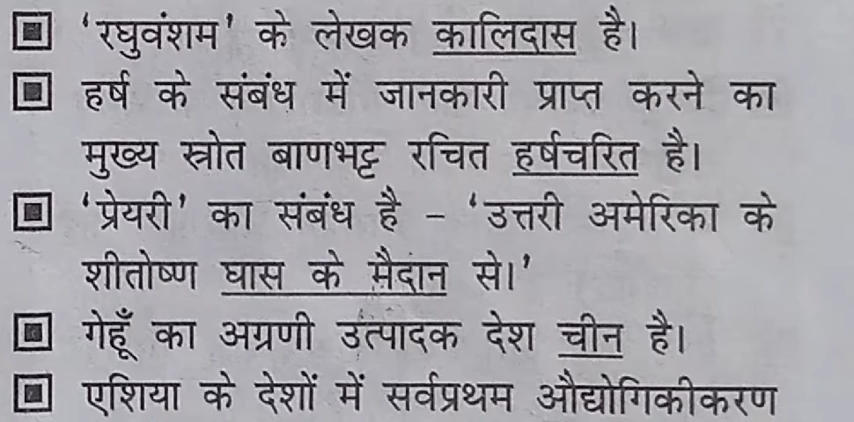 'रघुवंशम' के लेखक कालिदास है।
हर्ष के संबंध में जानकारी प्राप्त करने का
मुख्य स्रोत बाणभट्ट रचित हर्षचरित है।
'प्रेयरी' का संबंध है – 'उत्तरी अमेरिका के
शीतोष्ण घास के मैदान से।'
गेहूँ का अग्रणी उत्पादक देश चीन है।
एशिया के देशों में सर्वप्रथम औद्योगिकीकरण